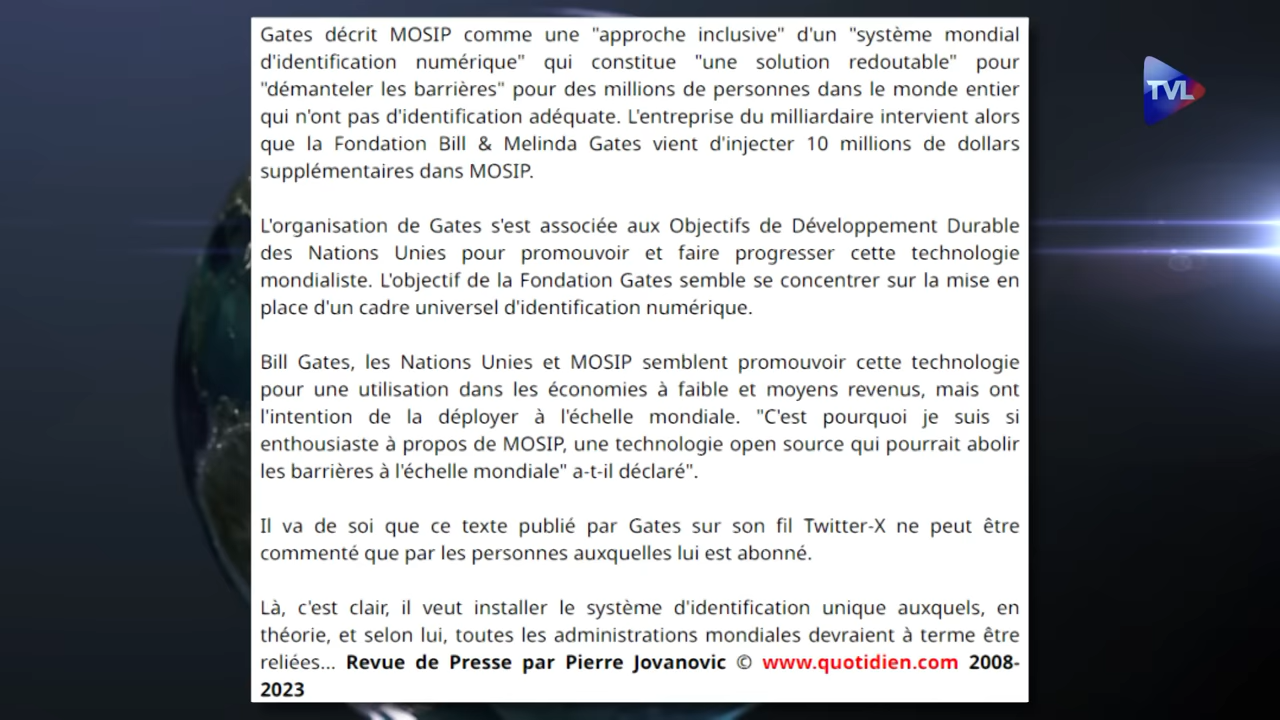 Gates décrit MOSIP comme une "approche inclusive" d'un "système mondial
d'identification numérique" qui constitue "une solution redoutable" pour
"démanteler les barrières" pour des millions de personnes dans le monde entier
qui n'ont pas d'identification adéquate. L'entreprise du milliardaire intervient alors
que la Fondation Bill & Melinda Gates vient d'injecter 10 millions de dollars
supplémentaires dans MOSIP.
L'organisation de Gates s'est associée aux Objectifs de Développement Durable
des Nations Unies pour promouvoir et faire progresser cette technologie
mondialiste. L'objectif de la Fondation Gates semble se concentrer sur la mise en
place d'un cadre universel d'identification numérique.
Bill Gates, les Nations Unies et MOSIP semblent promouvoir cette technologie
pour une utilisation dans les économies à faible et moyens revenus, mais ont
l'intention de la déployer à l'échelle mondiale. "C'est pourquoi je suis si
enthousiaste à propos de MOSIP, une technologie open source qui pourrait abolir
les barrières à l'échelle mondiale" a-t-il déclaré".
Il va de soi que ce texte publié par Gates sur son fil Twitter-X ne peut être
commenté que par les personnes auxquelles lui est abonné.
Là, c'est clair, il veut installer le système d'identification unique auxquels, en
théorie, et selon lui, toutes les administrations mondiales devraient à terme être
reliées... Revue de Presse par Pierre Jovanovic © www.quotidien.com 2008-
2023
TVL